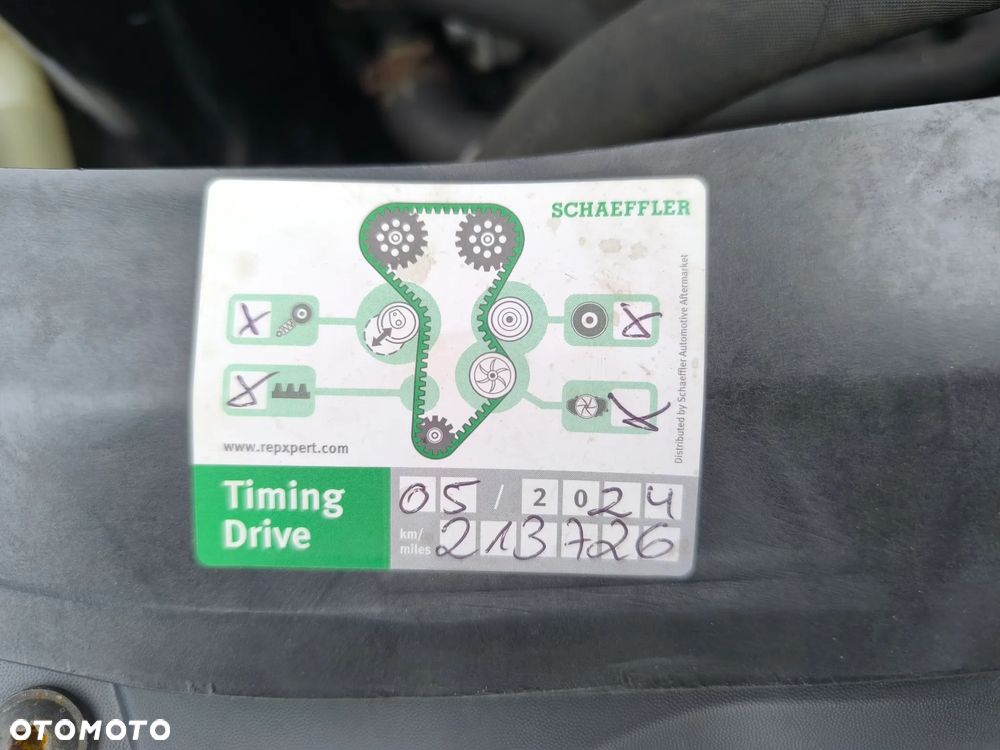 SCHAEFFLER
Distributed by Schaeffler Automotive Aftermarket
X
X
X
X
www.repxpert.com
Timing
Drive
05 / 2024
km/
miles
213726
OTOMOTO